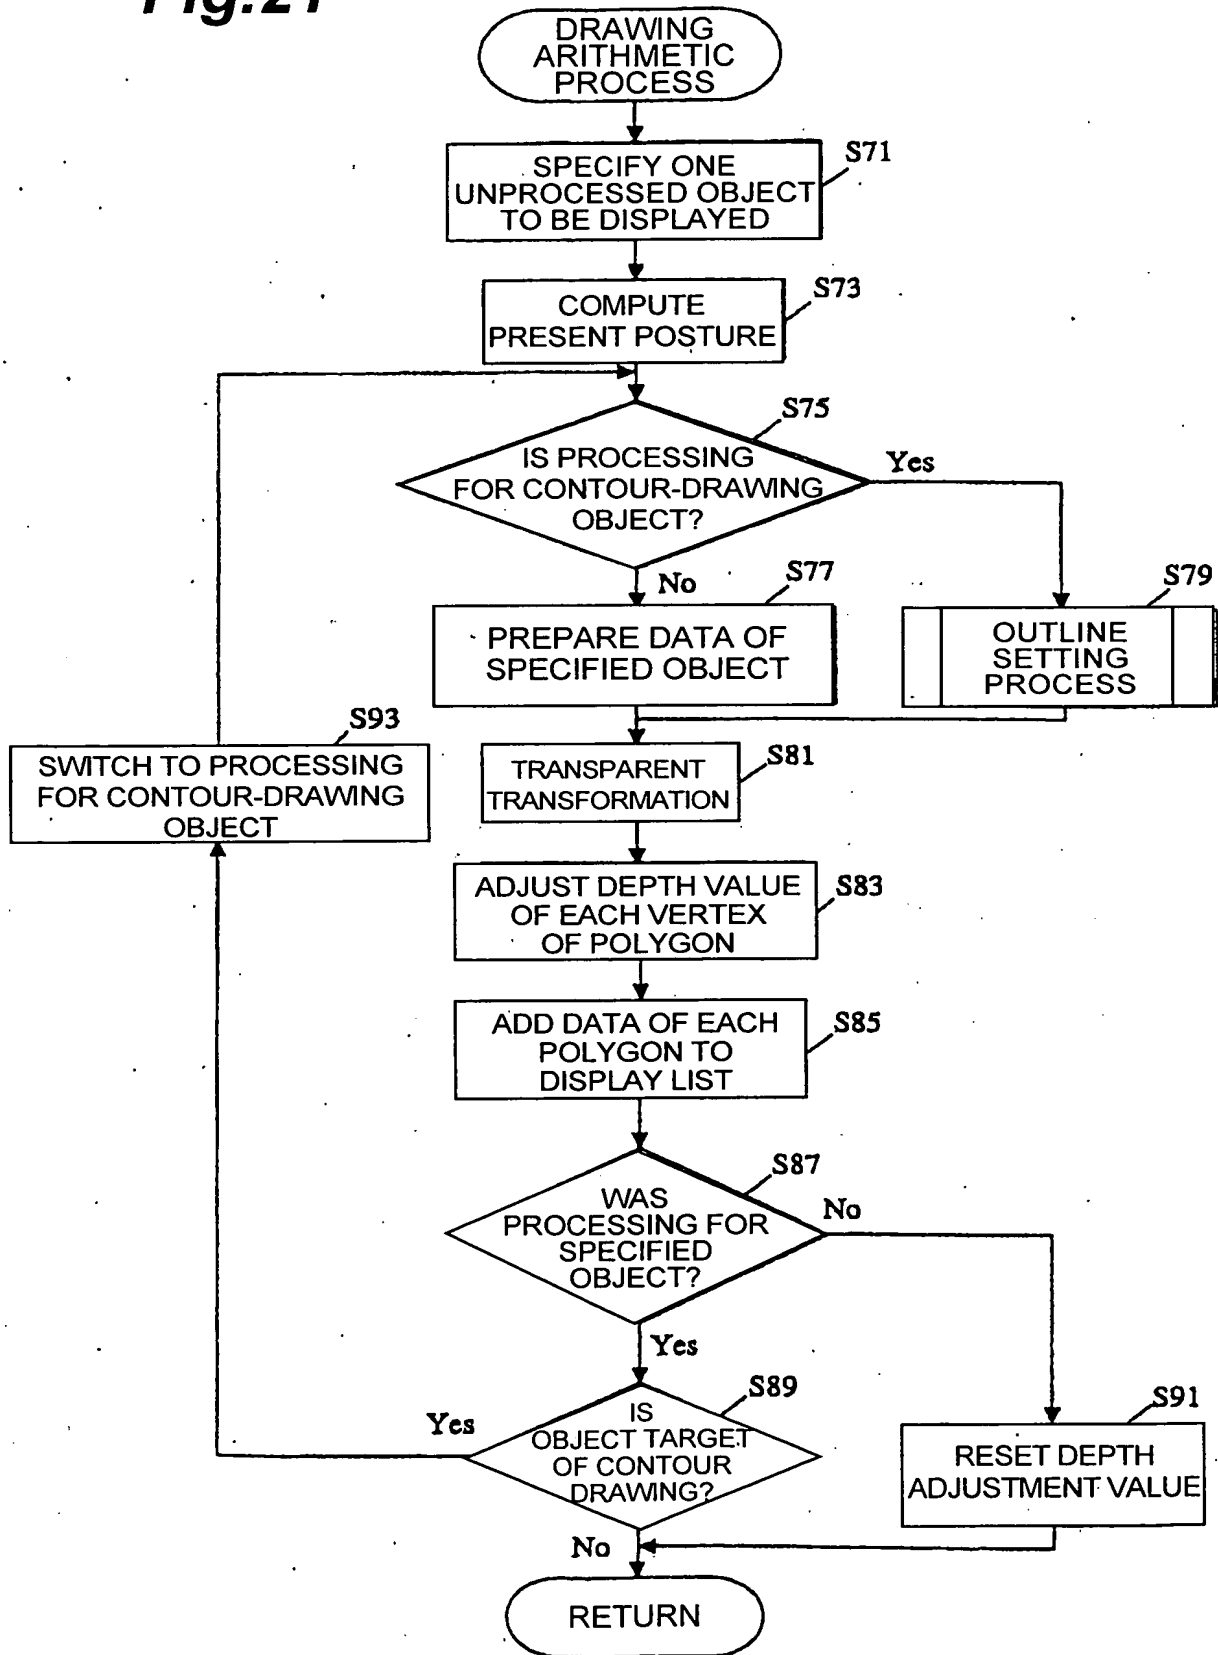 Fig.21
DRAWING
ARITHMETIC
PROCESS
S71
SPECIFY ONE
UNPROCESSED OBJECT
TO BE DISPLAYED
S73
COMPUTE
PRESENT POSTURE
S75
IS PROCESSING
FOR CONTOUR-DRAWING
OBJECT?
Yes
No
S77
PREPARE DATA OF
SPECIFIED OBJECT
S79
OUTLINE
SETTING
PROCESS
S93
SWITCH TO PROCESSING
FOR CONTOUR-DRAWING
OBJECT
S81
TRANSPARENT
TRANSFORMATION
S83
ADJUST DEPTH VALUE
OF EACH VERTEX
OF POLYGON
S85
ADD DATA OF EACH
POLYGON TO
DISPLAY LIST
S87
WAS
PROCESSING FOR
SPECIFIED
OBJECT?
No
Yes
S89
IS
OBJECT TARGET
OF CONTOUR
DRAWING?
Yes
No
S91
RESET DEPTH
ADJUSTMENT VALUE
RETURN